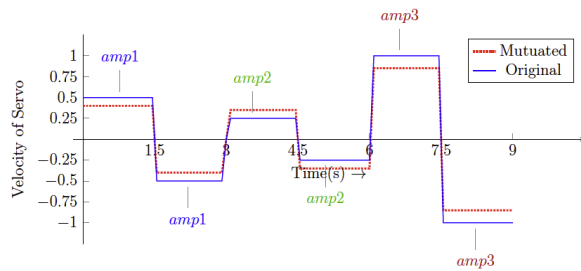 amp3
Mutuated
Original
amp1
amp2
1
0.75
0.5
0.25
−0.25
−0.5
−0.75
−1
Velocity of Servo
1.5
3
4.5
6
7.5
9
Time(s) →
amp2
amp1
amp3